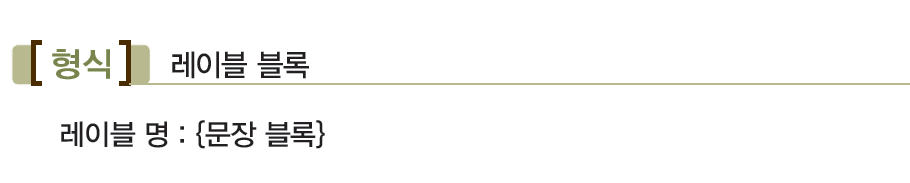 [형식] 레이블 블록
레이블 명 : {문장 블록}